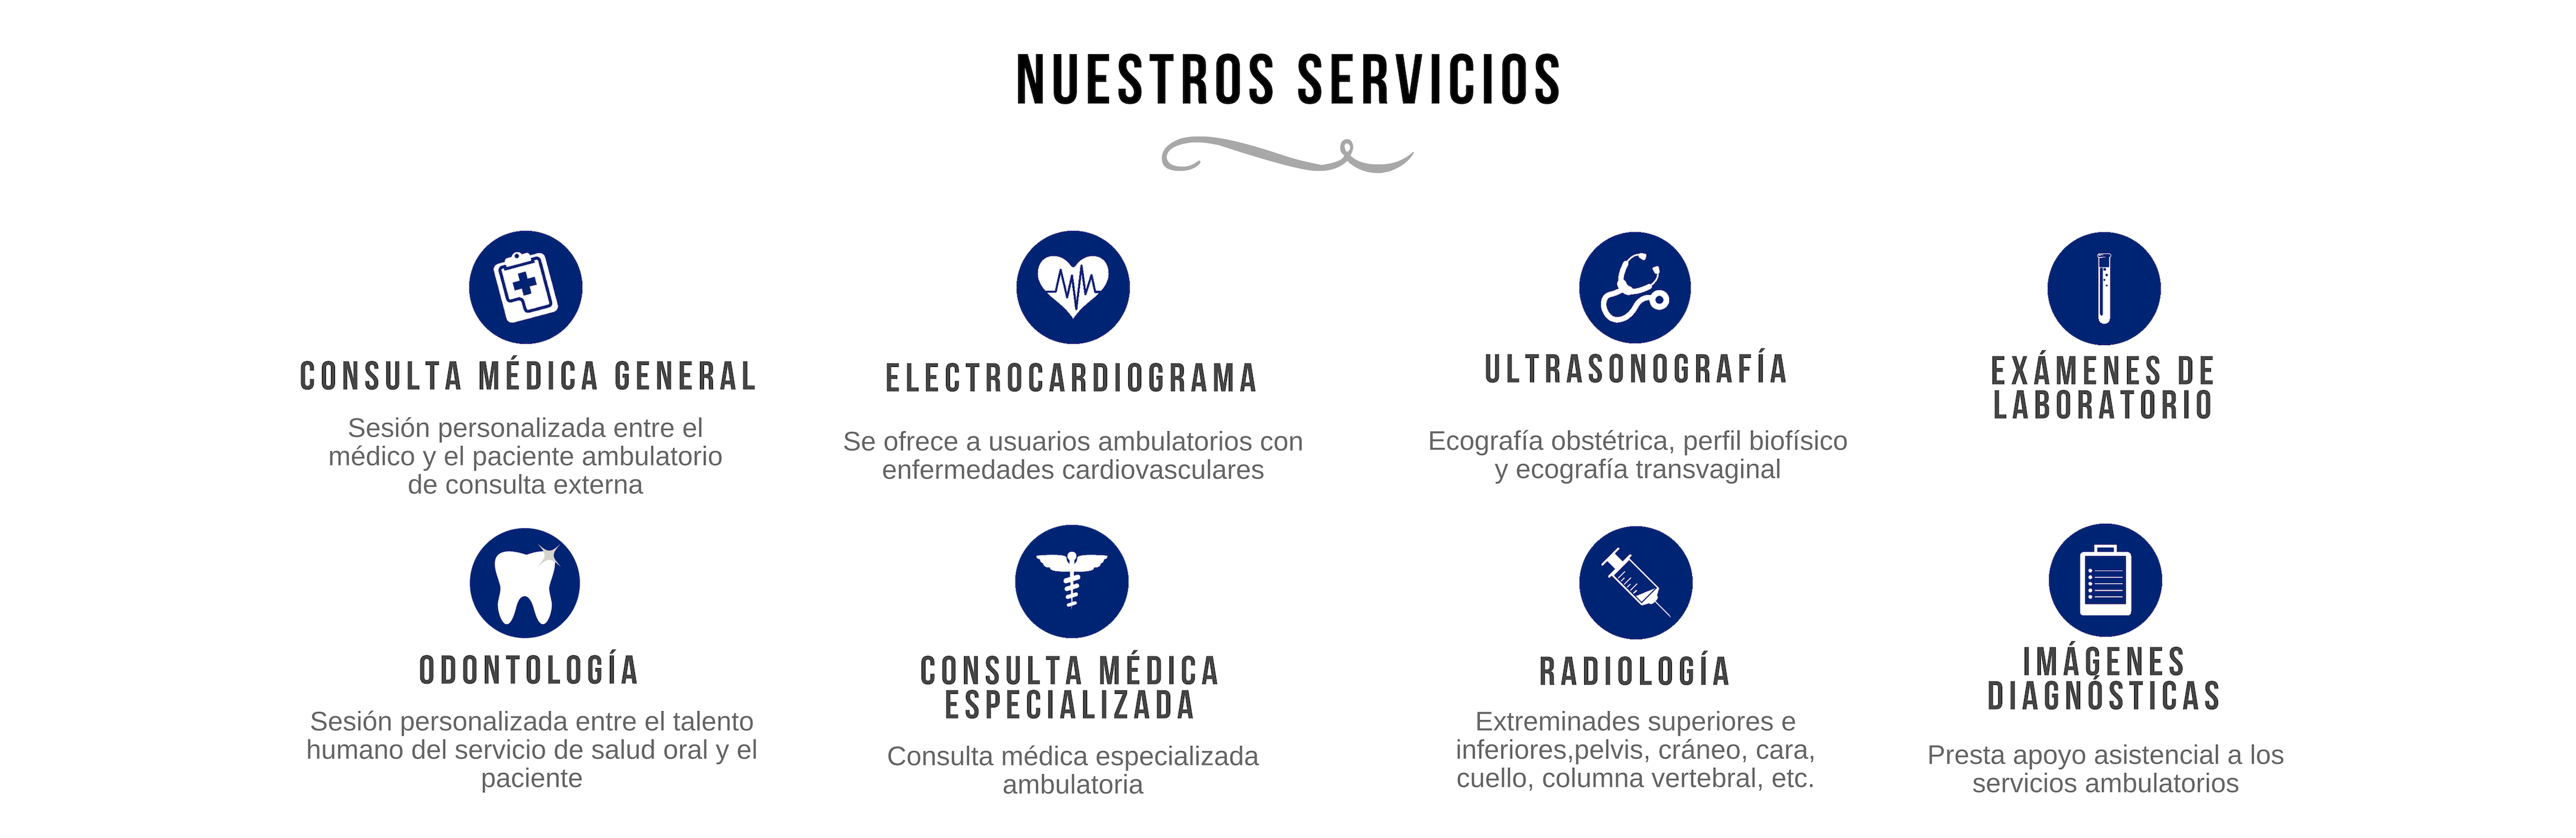 NUESTROS SERVICIOS
CONSULTA MÉDICA GENERAL
Sesión personalizada entre el
médico y el paciente ambulatorio
de consulta externa
ELECTROCARDIOGRAMA
Se ofrece a usuarios ambulatorios con
enfermedades cardiovasculares
ULTRASONOGRAFÍA
Ecografía obstétrica, perfil biofísico
y ecografía transvaginal
EXÁMENES DE
LABORATORIO
ODONTOLOGÍA
Sesión personalizada entre el talento
humano del servicio de salud oral y el
paciente
CONSULTA MÉDICA
ESPECIALIZADA
Consulta médica especializada
ambulatoria
RADIOLOGÍA
Extreminades superiores e
inferiores,pelvis, cráneo, cara,
cuello, columna vertebral, etc.
IMÁGENES
DIAGNÓSTICAS
Presta apoyo asistencial a los
servicios ambulatorios